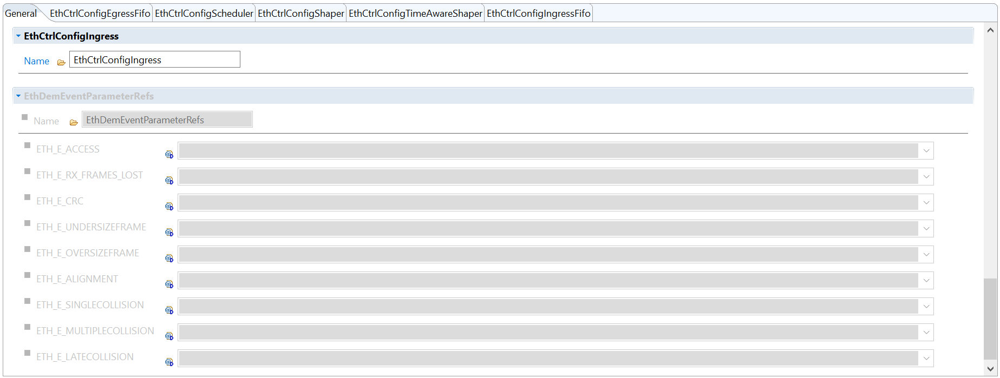 General EthCtrlConfigEgressFifo EthCtrlConfigScheduler EthCtrlConfigShaper EthCtrlConfigTimeAwareShaper EthCtrlConfigIngressFifo
EthCtrlConfigIngress
Name EthCtrlConfigIngress
EthDemEventParameterRefs
Name EthDemEventParameterRefs
ETH_E_ACCESS
ETH_E_RX_FRAMES_LOST
ETH_E_CRC
ETH_E_UNDERSIZEFRAME
ETH_E_OVERSIZEFRAME
ETH_E_ALIGNMENT
ETH_E_SINGLECOLLISION
ETH_E_MULTIPLECOLLISION
ETH_E_LATECOLLISION